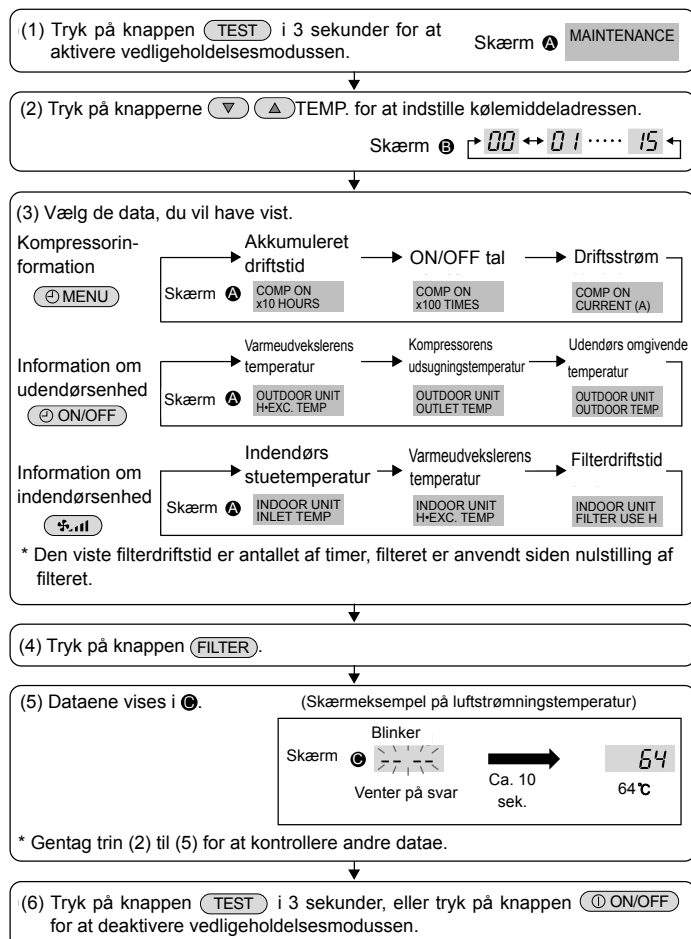 (1) Tryk på knappen TEST i 3 sekunder for at
aktivere vedligeholdelsesmodussen.
Skærm A MAINTENANCE
(2) Tryk på knapperne ▼ ▲ TEMP. for at indstille kølemiddeladressen.
Skærm B 00 ↔ 01 ····· 15
(3) Vælg de data, du vil have vist.
Kompressorin-
formation
MENU
Akkumuleret
driftstid
ON/OFF tal
Driftsstrøm
Skærm A
COMP ON
x10 HOURS
COMP ON
x100 TIMES
COMP ON
CURRENT (A)
Information om
udendørsenhed
ON/OFF
Varmeudvekslerens
temperatur
Kompressorens
udsugningstemperatur
Udendørs omgivende
temperatur
Skærm A
OUTDOOR UNIT
H•EXC. TEMP
OUTDOOR UNIT
OUTLET TEMP
OUTDOOR UNIT
OUTDOOR TEMP
Information om
indendørsenhed
Indendørs
stuetemperatur
Varmeudvekslerens
temperatur
Filterdriftstid
Skærm A
INDOOR UNIT
INLET TEMP
INDOOR UNIT
H•EXC. TEMP
INDOOR UNIT
FILTER USE H
* Den viste filterdriftstid er antallet af timer, filteret er anvendt siden nulstilling af
filteret.
(4) Tryk på knappen FILTER.
(5) Dataene vises i C.
(Skærmeksempel på luftstrømningstemperatur)
Blinker
Skærm C -- --
Venter på svar
Ca. 10
sek.
64
64℃
* Gentag trin (2) til (5) for at kontrollere andre datae.
(6) Tryk på knappen TEST i 3 sekunder, eller tryk på knappen ON/OFF
for at deaktivere vedligeholdelsesmodussen.